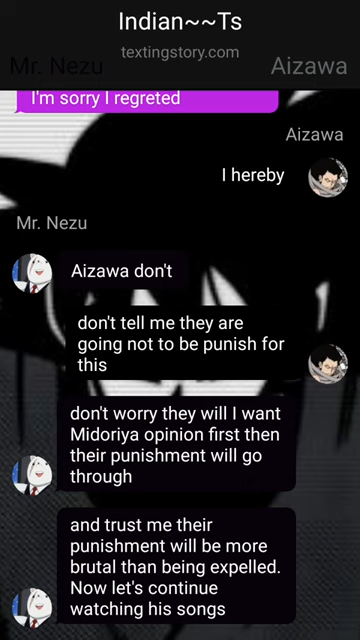 Indian~~Ts
textingstory.com
Mr. Nezu
Aizawa
I'm sorry I regreted
Aizawa
I hereby
Mr. Nezu
Aizawa don't
don't tell me they are
going not to be punish for
this
don't worry they will I want
Midoriya opinion first then
their punishment will go
through
and trust me their
punishment will be more
brutal than being expelled.
Now let's continue
watching his songs